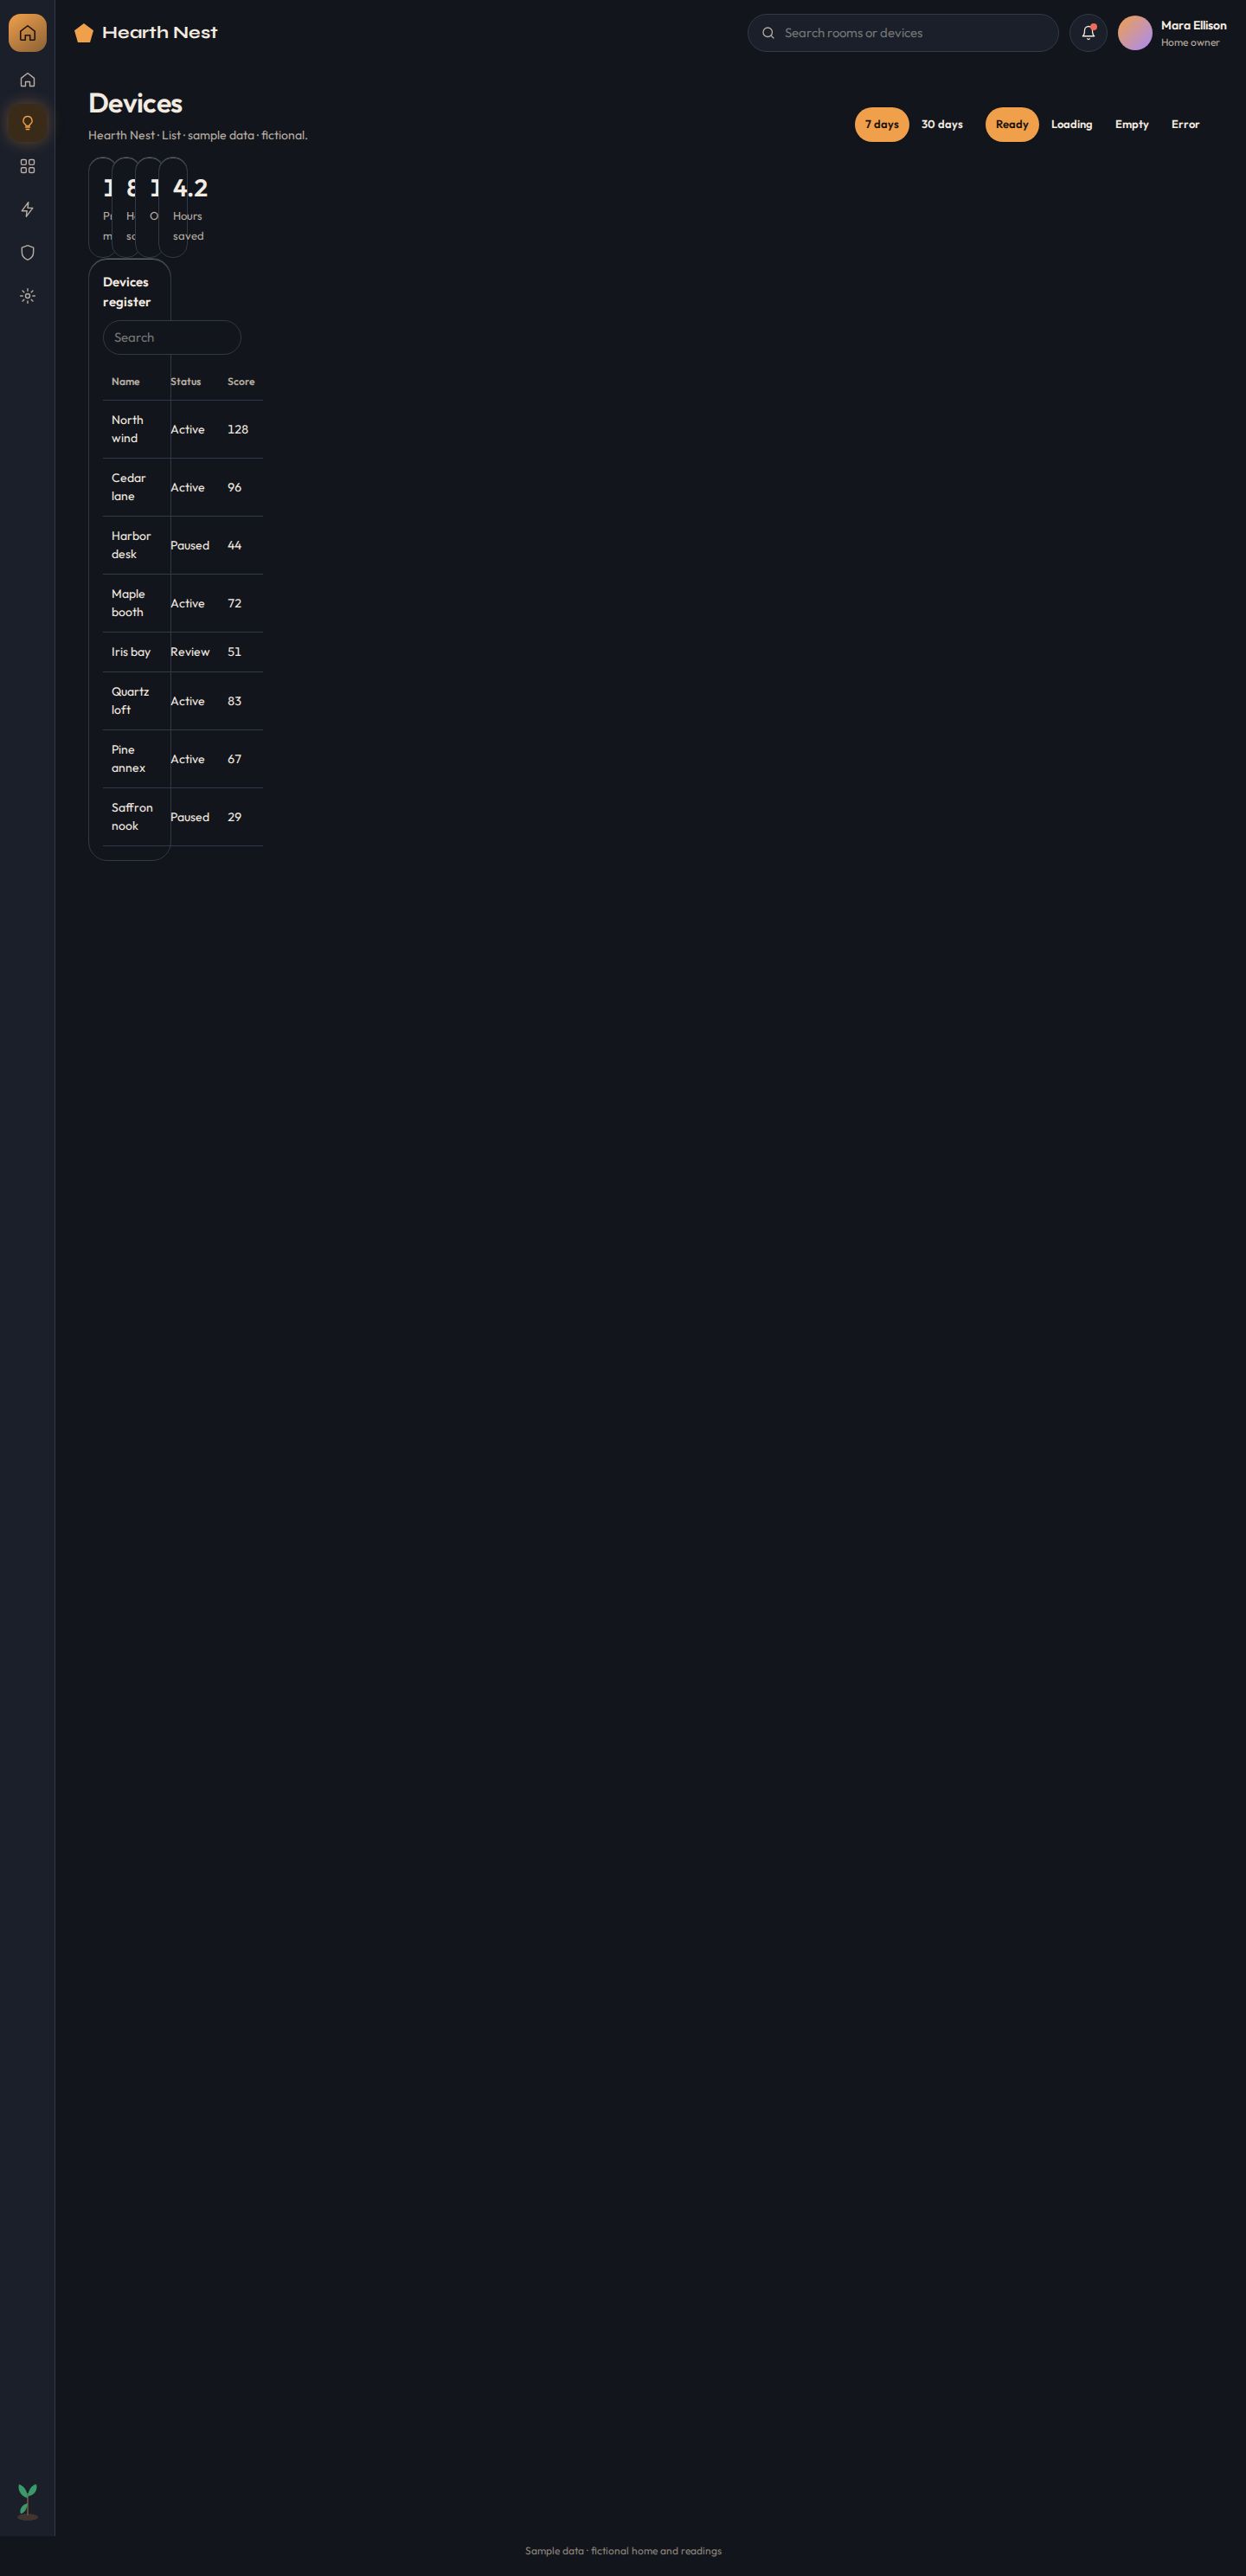 Hearth Nest
Search rooms or devices
Mara Ellison
Home owner
Devices
Hearth Nest · List · sample data · fictional.
7 days
30 days
Ready
Loading
Empty
Error
4.2
Hours
saved
Devices
register
Search
Name Status Score
North wind Active 128
Cedar lane Active 96
Harbor desk Paused 44
Maple booth Active 72
Iris bay Review 51
Quartz loft Active 83
Pine annex Active 67
Saffron nook Paused 29
Sample data · fictional home and readings